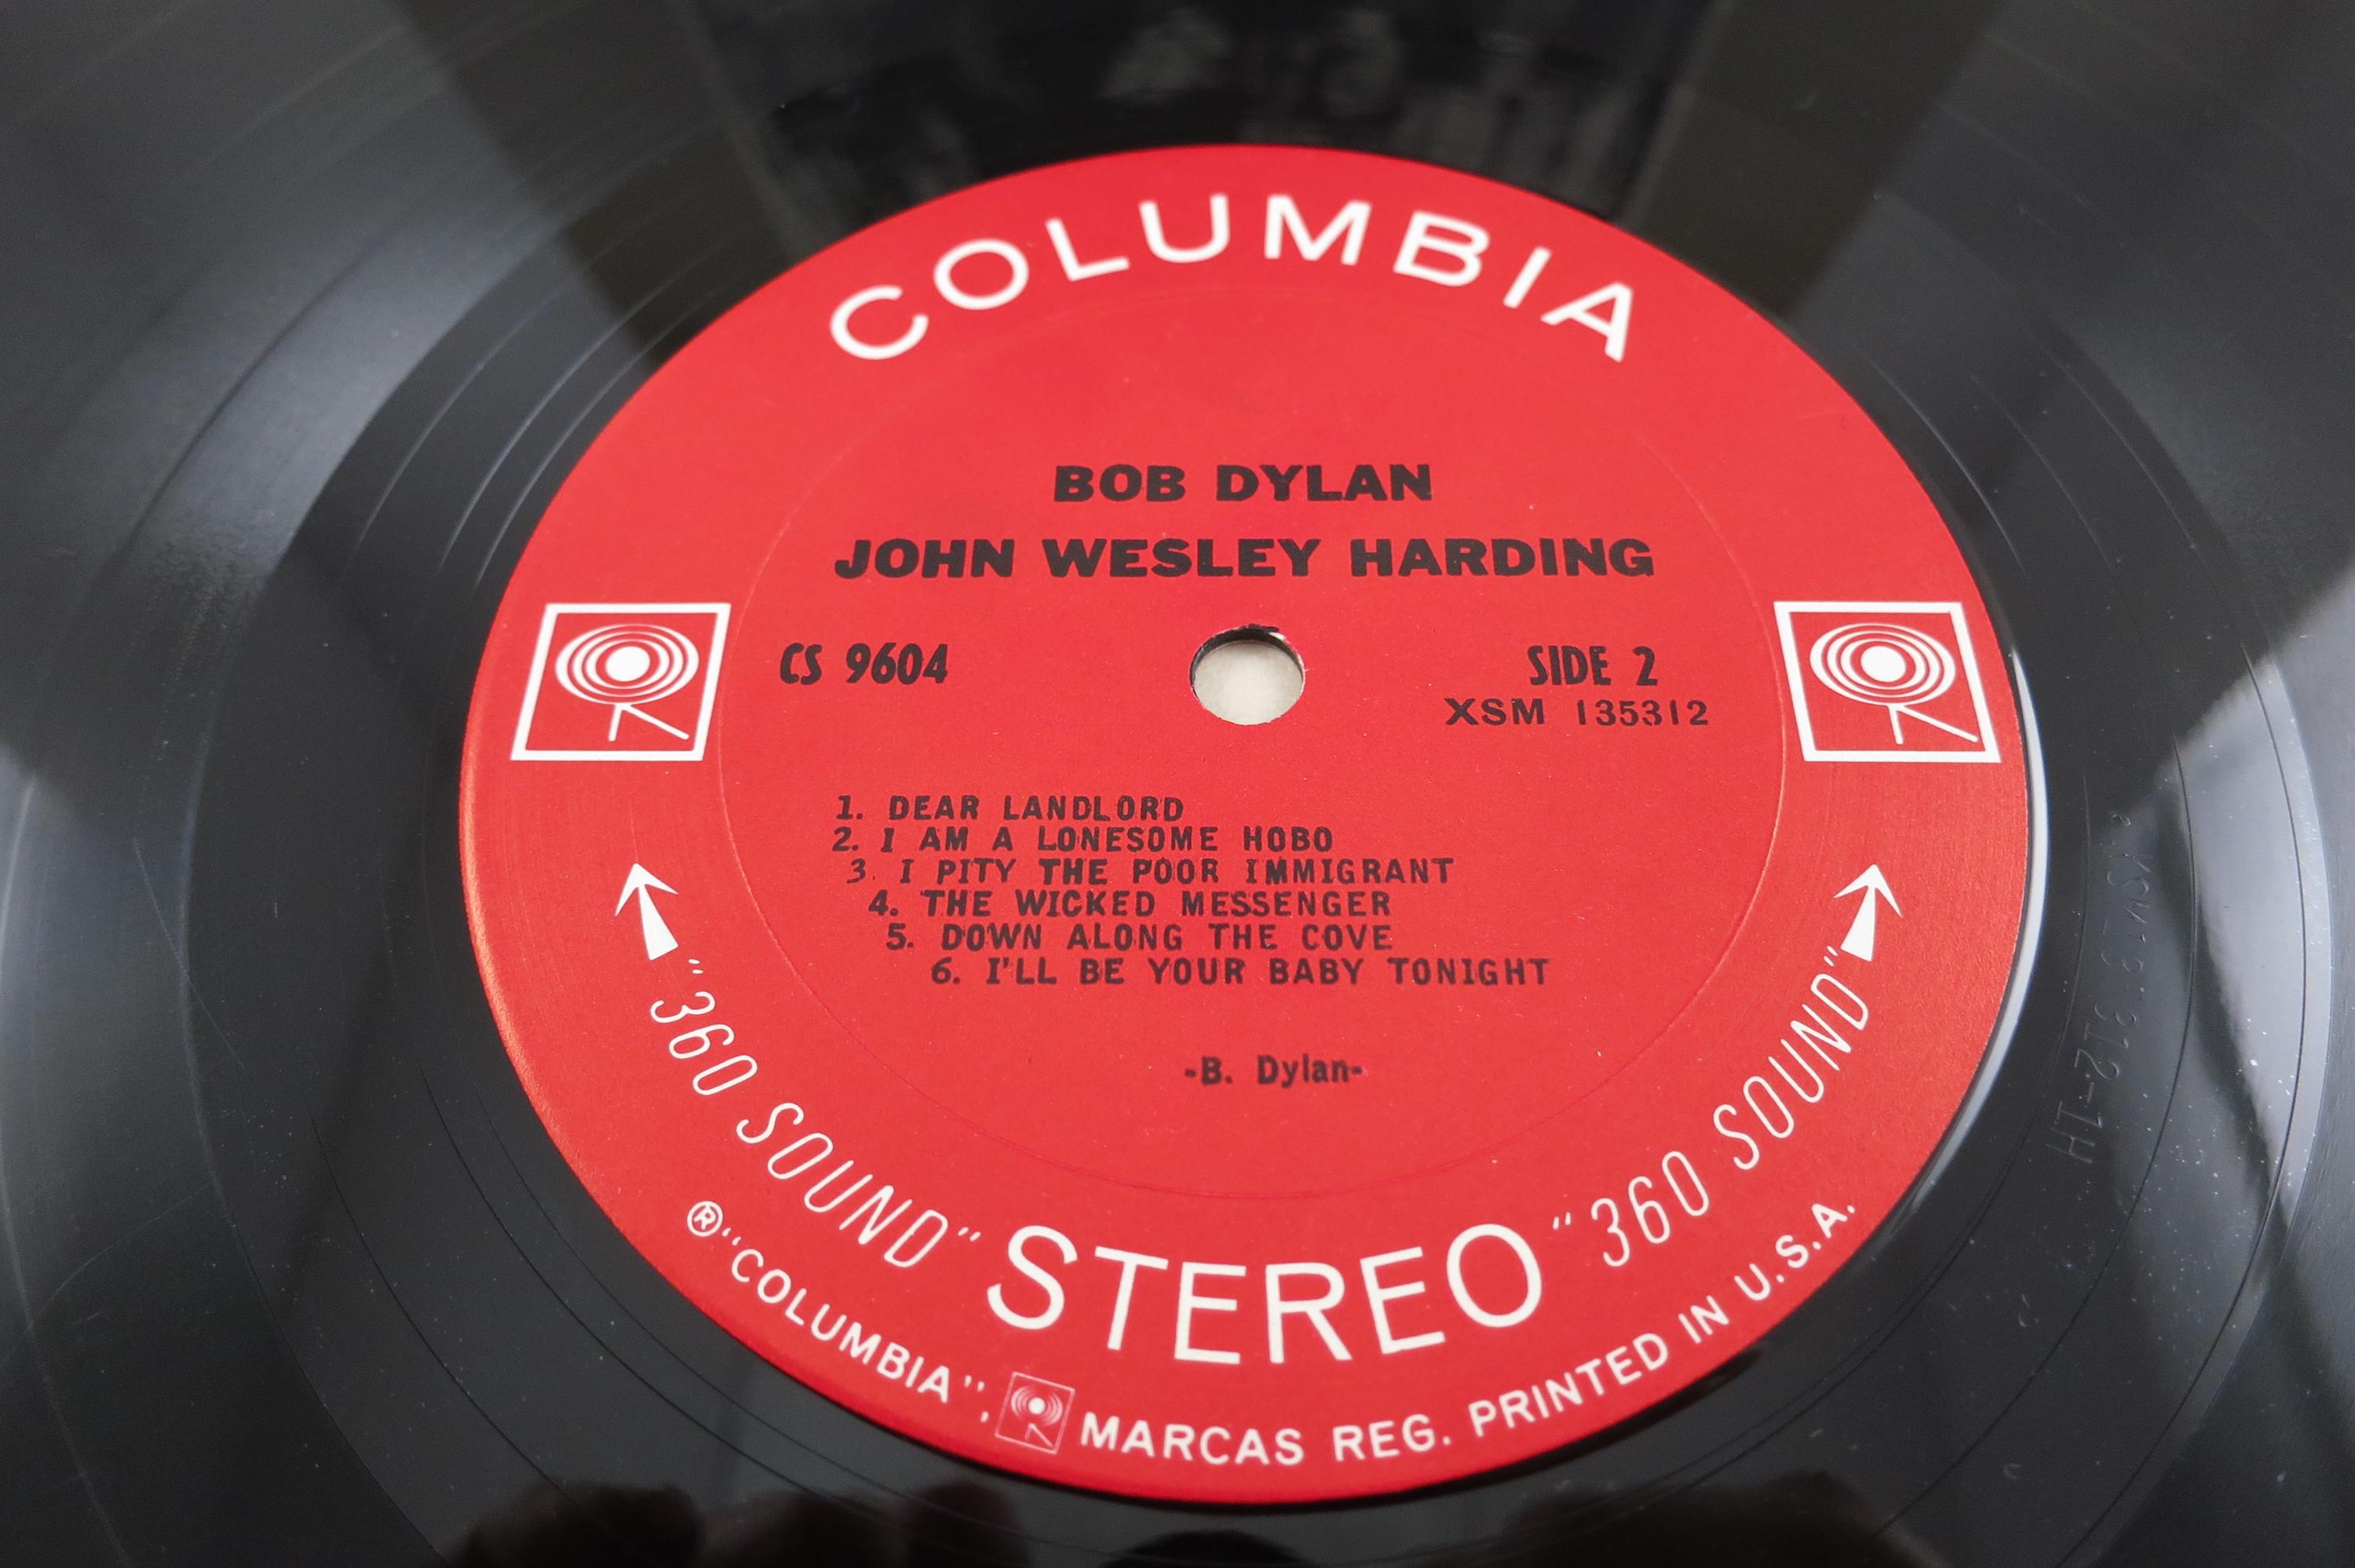 COLUMBIA
BOB DYLAN
JOHN WESLEY HARDING
CS 9604
SIDE 2
XSM 135312
1. DEAR LANDLORD
2. I AM A LONESOME HOBO
3. I PITY THE POOR IMMIGRANT
4. THE WICKED MESSENGER
5. DOWN ALONG THE COVE
6. I'LL BE YOUR BABY TONIGHT
-B. Dylan-
"360 SOUND" STEREO "360 SOUND"
®"COLUMBIA", MARCAS REG. PRINTED IN U.S.A.